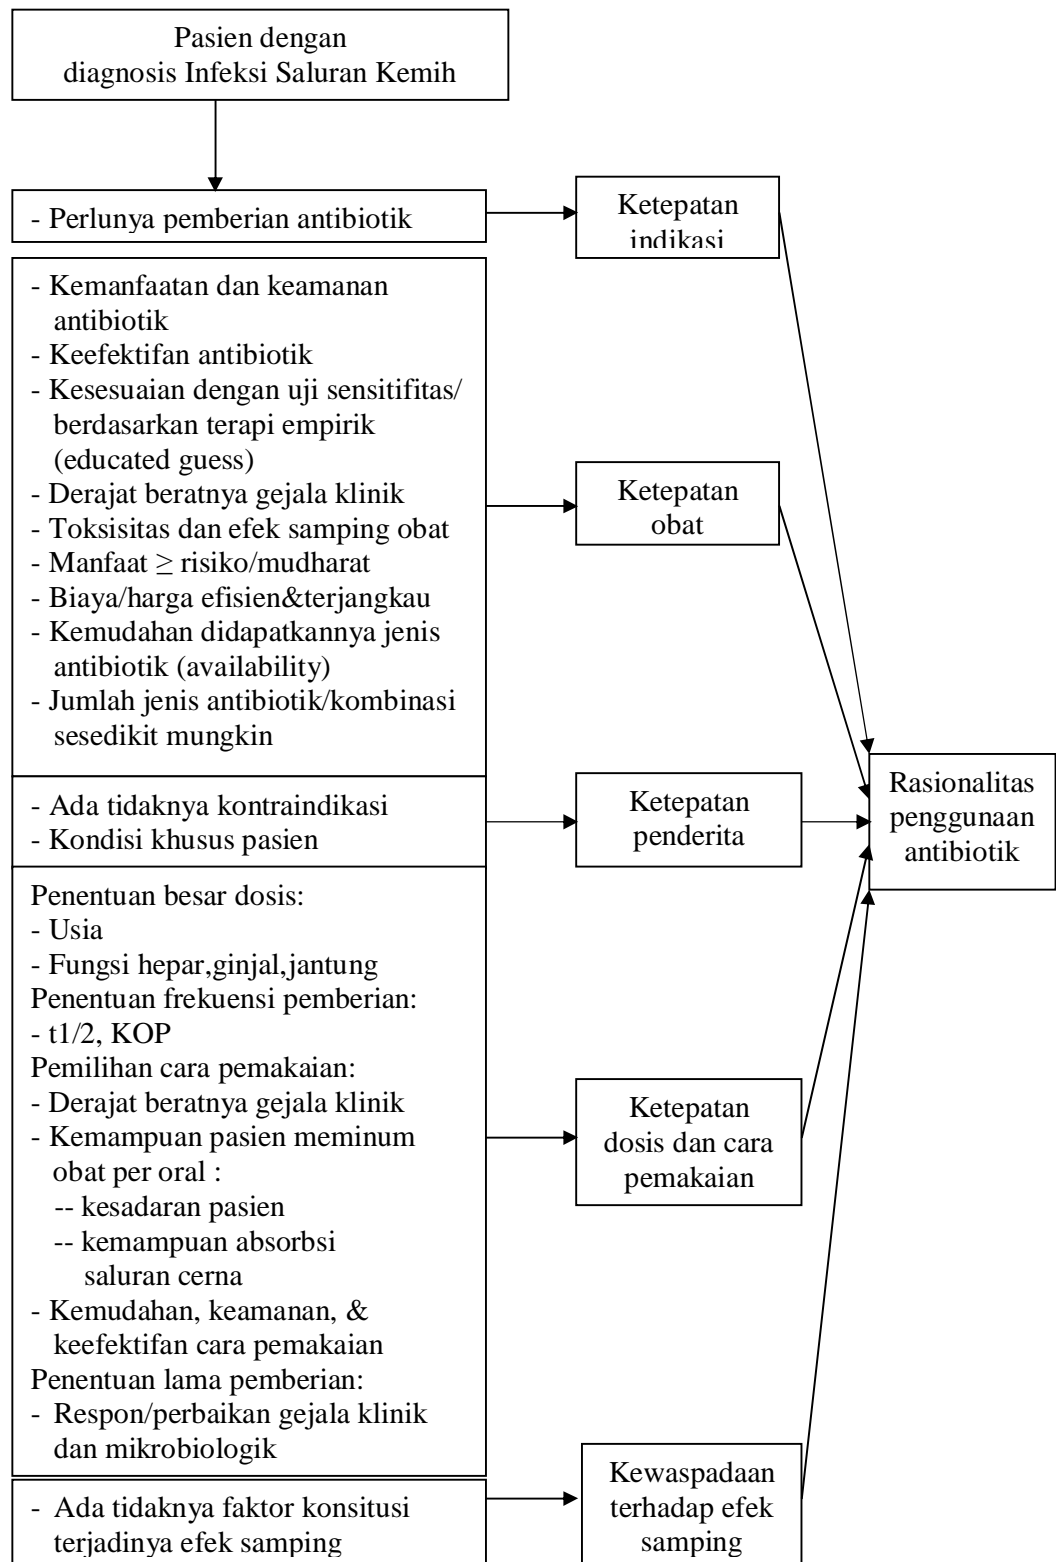 Pasien dengan
diagnosis Infeksi Saluran Kemih
- Perlunya pemberian antibiotik
Ketepatan
indikasi
- Kemanfaatan dan keamanan
antibiotik
- Keefektifan antibiotik
- Kesesuaian dengan uji sensitifitas/
berdasarkan terapi empirik
(educated guess)
- Derajat beratnya gejala klinik
- Toksisitas dan efek samping obat
- Manfaat ≥ risiko/mudharat
- Biaya/harga efisien&terjangkau
- Kemudahan didapatkannya jenis
antibiotik (availability)
- Jumlah jenis antibiotik/kombinasi
sesedikit mungkin
Ketepatan
obat
- Ada tidaknya kontraindikasi
- Kondisi khusus pasien
Ketepatan
penderita
Rasionalitas
penggunaan
antibiotik
Penentuan besar dosis:
- Usia
- Fungsi hepar,ginjal,jantung
Penentuan frekuensi pemberian:
- t1/2, KOP
Pemilihan cara pemakaian:
- Derajat beratnya gejala klinik
- Kemampuan pasien meminum
obat per oral :
-- kesadaran pasien
-- kemampuan absorbsi
saluran cerna
- Kemudahan, keamanan, &
keefektifan cara pemakaian
Penentuan lama pemberian:
- Respon/perbaikan gejala klinik
dan mikrobiologik
Ketepatan
dosis dan cara
pemakaian
- Ada tidaknya faktor konsitusi
terjadinya efek samping
Kewaspadaan
terhadap efek
samping